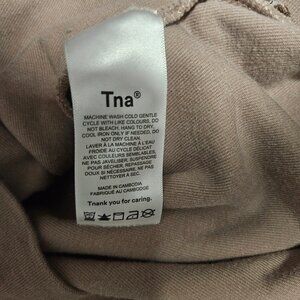 Tna®
MACHINE WASH COLD GENTLE
CYCLE WITH LIKE COLOURS, DO
NOT BLEACH, HANG TO DRY,
COOL IRON ONLY IF NEEDED, DO
NOT DRY CLEAN.
LAVER À LA MACHINE À L'EAU
FROIDE AU CYCLE DÉLICAT
AVEC COULEURS SEMBLABLES,
NE PAS JAVELISER, SUSPENDRE
POUR SÉCHER, REPASSAGE
DOUX SI NÉCESSAIRE, NE PAS
NETTOYER À SEC.
MADE IN CAMBODIA
FABRIQUÉ AU CAMBODGE
Tnank you for caring.